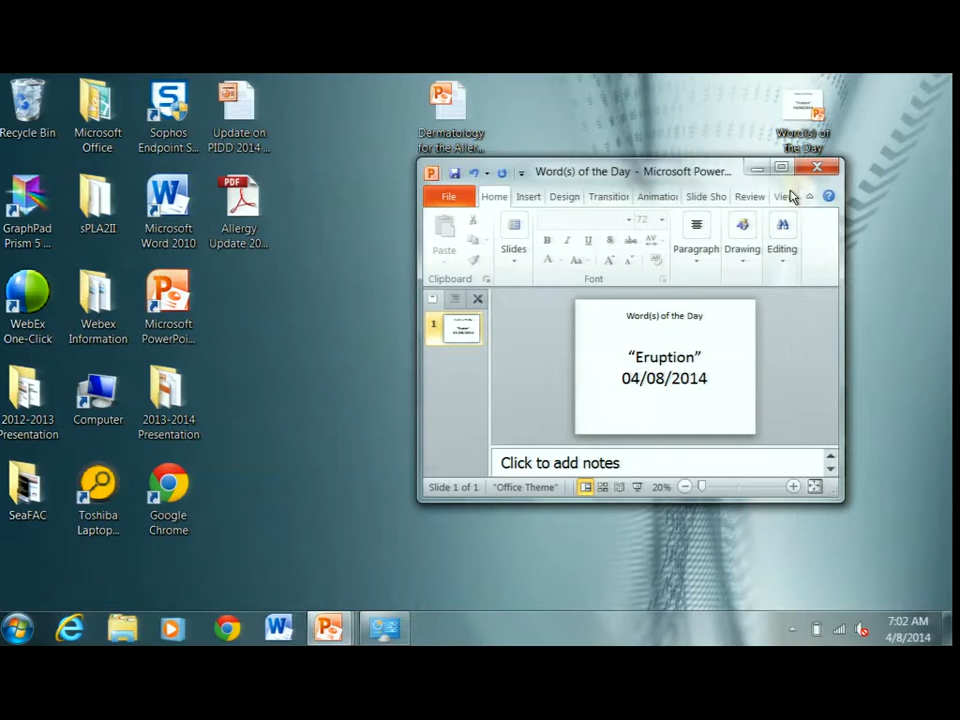 Recycle Bin
Microsoft
Office
Sophos
Endpoint S...
Update on
PIDD 2014 ...
Dermatology
for the Aller...
Word(s) of
the Day
GraphPad
Prism 5 ...
sPLA2II
Microsoft
Word 2010
PDF
Allergy
Update 20...
WebEx
One-Click
Webex
Information
Microsoft
PowerPoi...
2012-2013
Presentation
Computer
2013-2014
Presentation
SeaFAC
Toshiba
Laptop...
Google
Chrome
Word(s) of the Day - Microsoft Power...
File
Home
Insert
Design
Transition
Animation
Slide Sho
Review
View
72
Paste
Slides
Paragraph
Drawing
Editing
Clipboard
Font
1
Word(s) of the Day
“Eruption”
04/08/2014
Click to add notes
Slide 1 of 1
"Office Theme"
20%
7:02 AM
4/8/2014